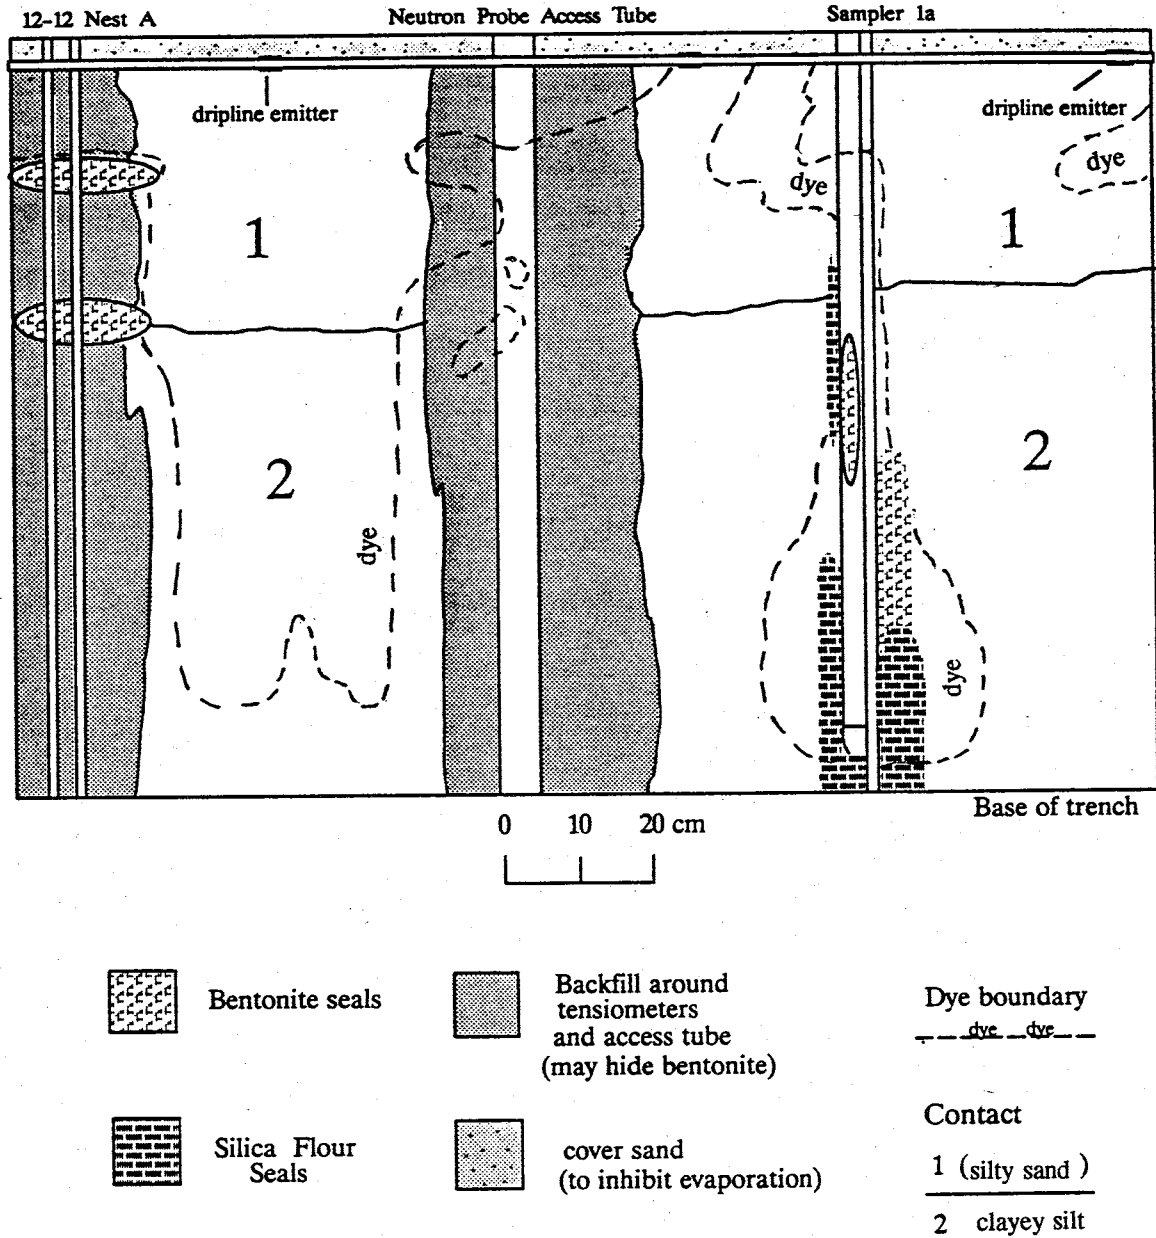 12-12 Nest A
Neutron Probe Access Tube
Sampler 1a
dripline emitter
dripline emitter
dye
dye
1
1
2
2
dye
dye
Base of trench
0 10 20 cm
Bentonite seals
Backfill around
tensiometers
and access tube
(may hide bentonite)
Dye boundary
dye dye
Silica Flour
Seals
cover sand
(to inhibit evaporation)
Contact
1 (silty sand )
2 clayey silt